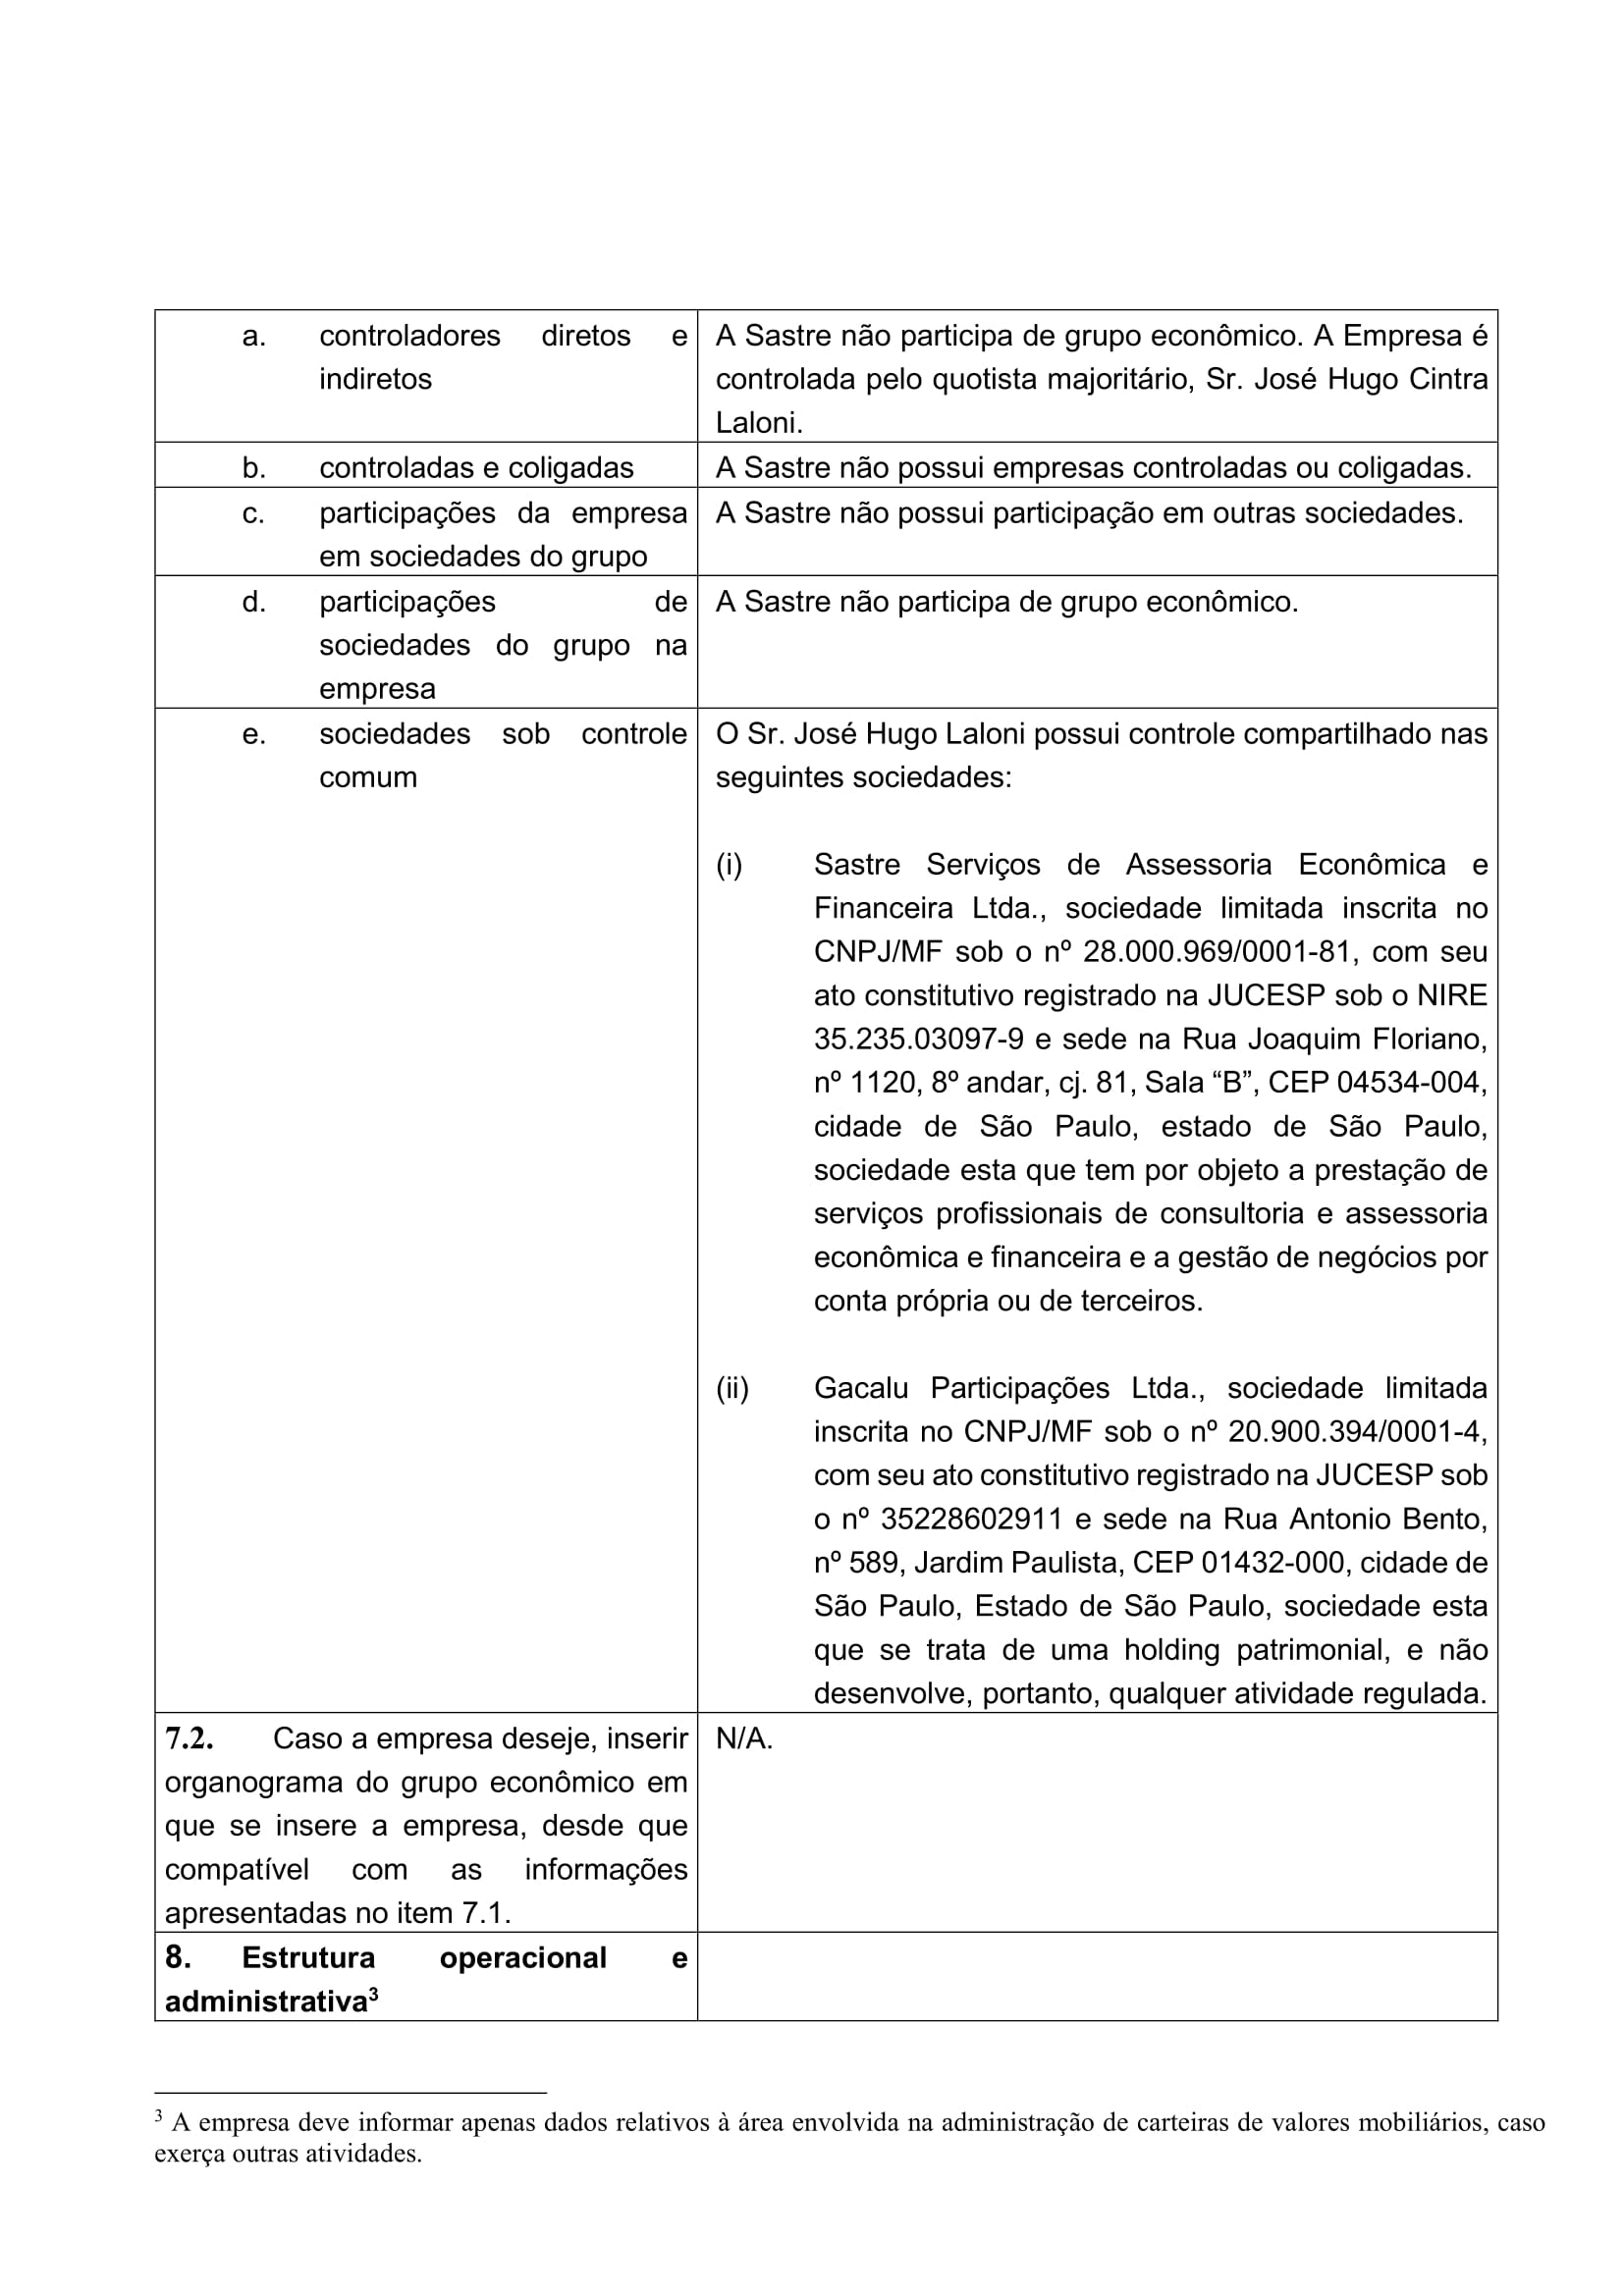 a. controladores diretos e
indiretos
A Sastre não participa de grupo econômico. A Empresa é
controlada pelo quotista majoritário, Sr. José Hugo Cintra
Laloni.
b. controladas e coligadas
A Sastre não possui empresas controladas ou coligadas.
c. participações da empresa
em sociedades do grupo
A Sastre não possui participação em outras sociedades.
d. participações de
sociedades do grupo na
empresa
A Sastre não participa de grupo econômico.
e. sociedades sob controle
comum
O Sr. José Hugo Laloni possui controle compartilhado nas
seguintes sociedades:
(i) Sastre Serviços de Assessoria Econômica e
Financeira Ltda., sociedade limitada inscrita no
CNPJ/MF sob o nº 28.000.969/0001-81, com seu
ato constitutivo registrado na JUCESP sob o NIRE
35.235.03097-9 e sede na Rua Joaquim Floriano,
nº 1120, 8º andar, cj. 81, Sala “B”, CEP 04534-004,
cidade de São Paulo, estado de São Paulo,
sociedade esta que tem por objeto a prestação de
serviços profissionais de consultoria e assessoria
econômica e financeira e a gestão de negócios por
conta própria ou de terceiros.
(ii) Gacalu Participações Ltda., sociedade limitada
inscrita no CNPJ/MF sob o nº 20.900.394/0001-4,
com seu ato constitutivo registrado na JUCESP sob
o nº 35228602911 e sede na Rua Antonio Bento,
nº 589, Jardim Paulista, CEP 01432-000, cidade de
São Paulo, Estado de São Paulo, sociedade esta
que se trata de uma holding patrimonial, e não
desenvolve, portanto, qualquer atividade regulada.
7.2. Caso a empresa deseje, inserir
organograma do grupo econômico em
que se insere a empresa, desde que
compatível com as informações
apresentadas no item 7.1.
N/A.
8. Estrutura operacional e
administrativa³
³ A empresa deve informar apenas dados relativos à área envolvida na administração de carteiras de valores mobiliários, caso
exerça outras atividades.